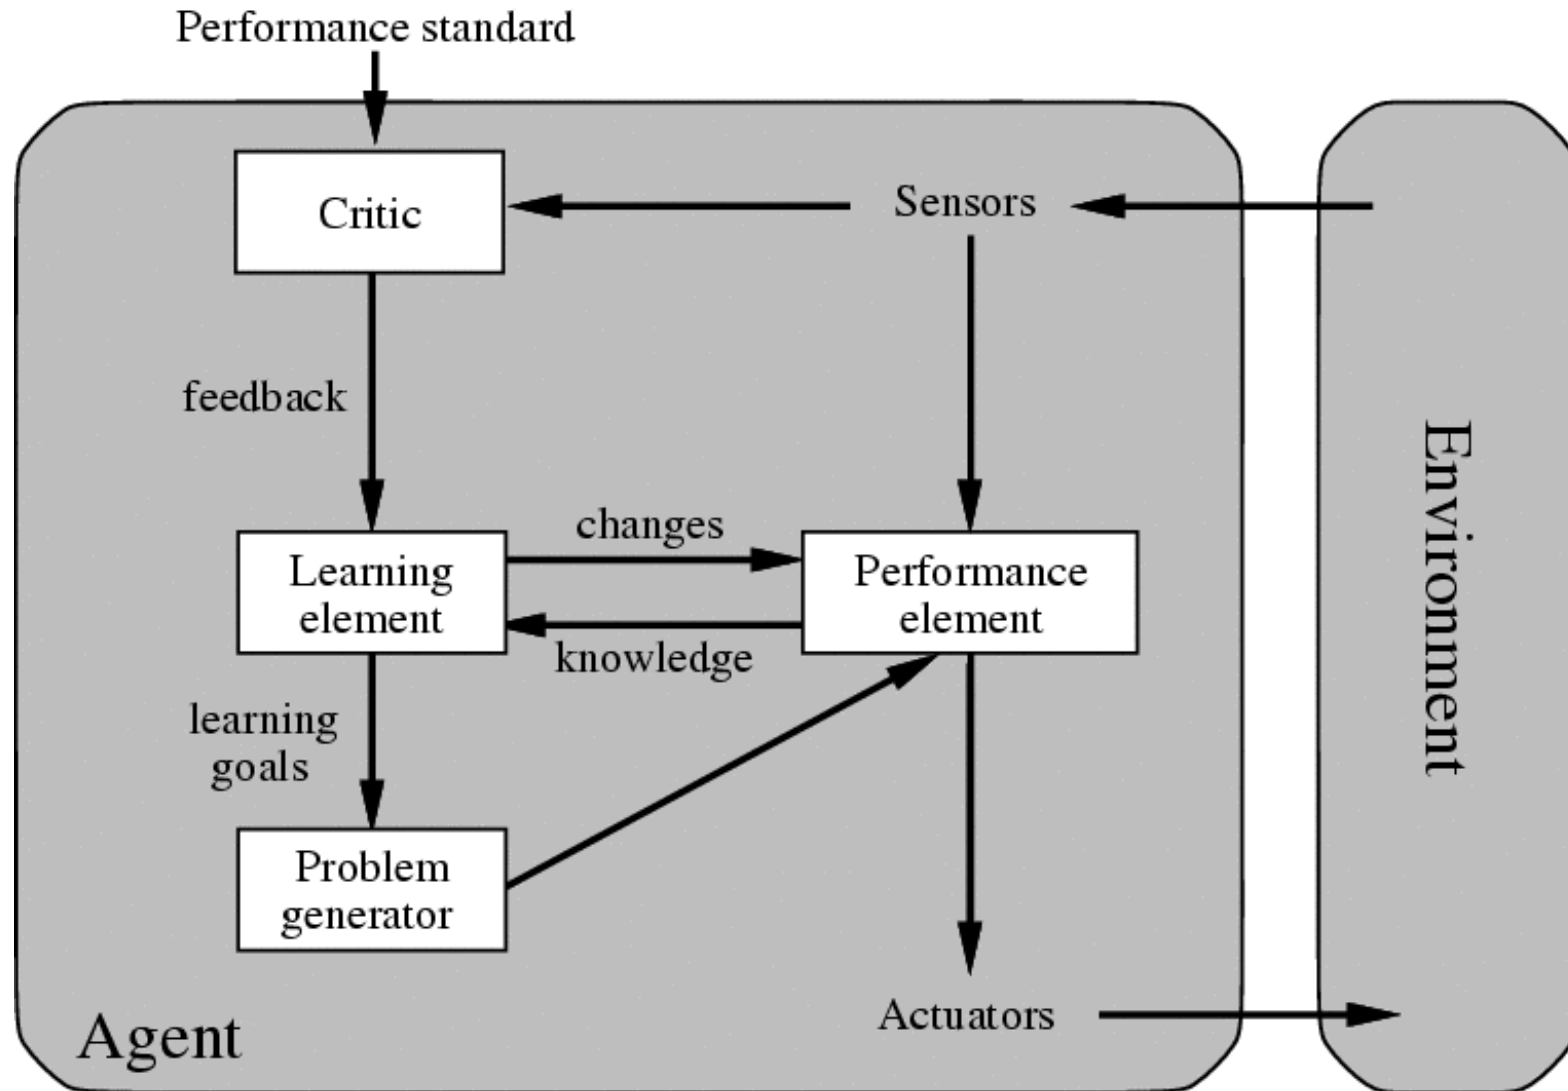 Performance standard
Critic
Sensors
feedback
changes
Learning
element
Performance
element
knowledge
learning
goals
Problem
generator
Actuators
Agent
Environment